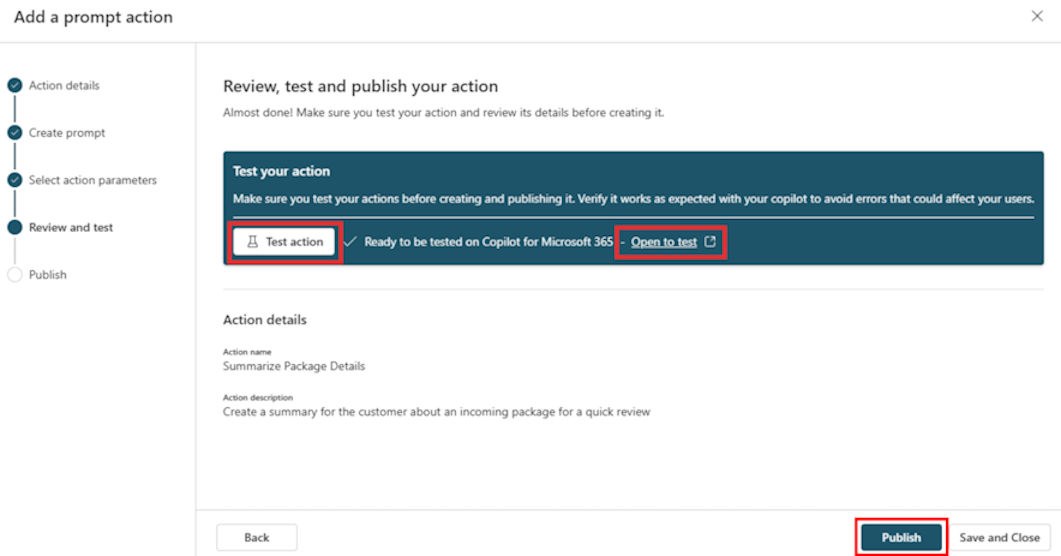 Add a prompt action
Action details
Create prompt
Select action parameters
Review and test
Publish
Review, test and publish your action
Almost done! Make sure you test your action and review its details before creating it.
Test your action
Make sure you test your actions before creating and publishing it. Verify it works as expected with your copilot to avoid errors that could affect your users.
Test action Ready to be tested on Copilot for Microsoft 365 - Open to test
Action details
Action name
Summarize Package Details
Action description
Create a summary for the customer about an incoming package for a quick review
Back Publish Save and Close